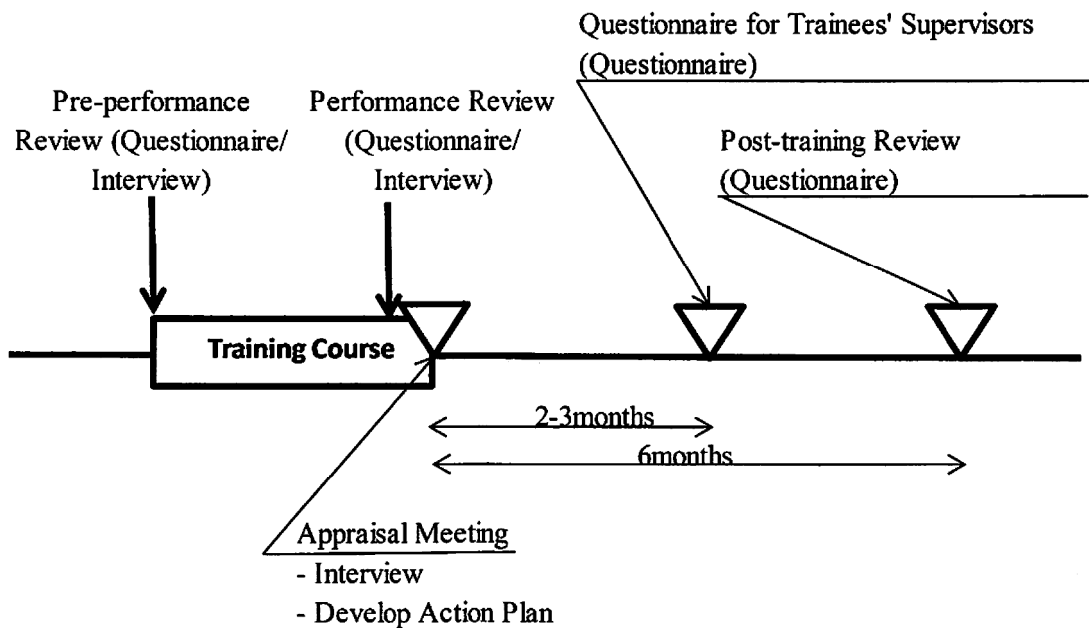 Questionnaire for Trainees' Supervisors
(Questionnaire)
Pre-performance
Review (Questionnaire/
Interview)
Performance Review
(Questionnaire/
Interview)
Post-training Review
(Questionnaire)
Training Course
2-3months
6months
Appraisal Meeting
- Interview
- Develop Action Plan